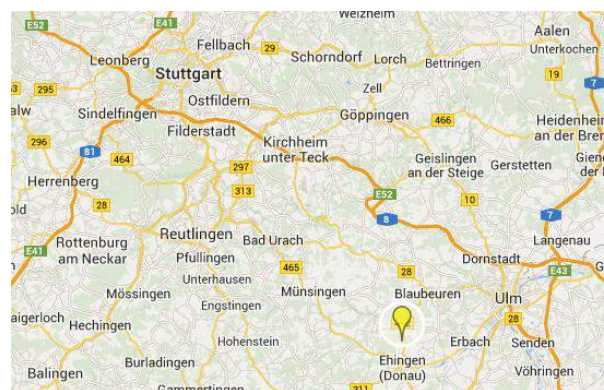 Welzheim
E52
E41
Fellbach
29
Aalen
Leonberg
Schorndorf
Lorch
Unterkochen
Stuttgart
Bettringen
19
295
Zell
7
Ostfildern
Sindelfingen
Göppingen
466
Heidenheim
an der Bren
Filderstadt
296
Kirchheim
unter Teck
81
464
297
Geislingen
an der Steige
Gerstetten
Herrenberg
313
E52
28
10
8
7
E41
Rottenburg
am Neckar
Reutlingen
Bad Urach
Langenau
Pfullingen
Dornstadt
465
28
E43
Unterhausen
Mössingen
Münsingen
Blaubeuren
Ulm
Engstingen
28
aigerloch
Hechingen
Hohenstein
Erbach
Senden
Ehingen
(Donau)
Burladingen
Balingen
Vöhringen
311
Gammertingen